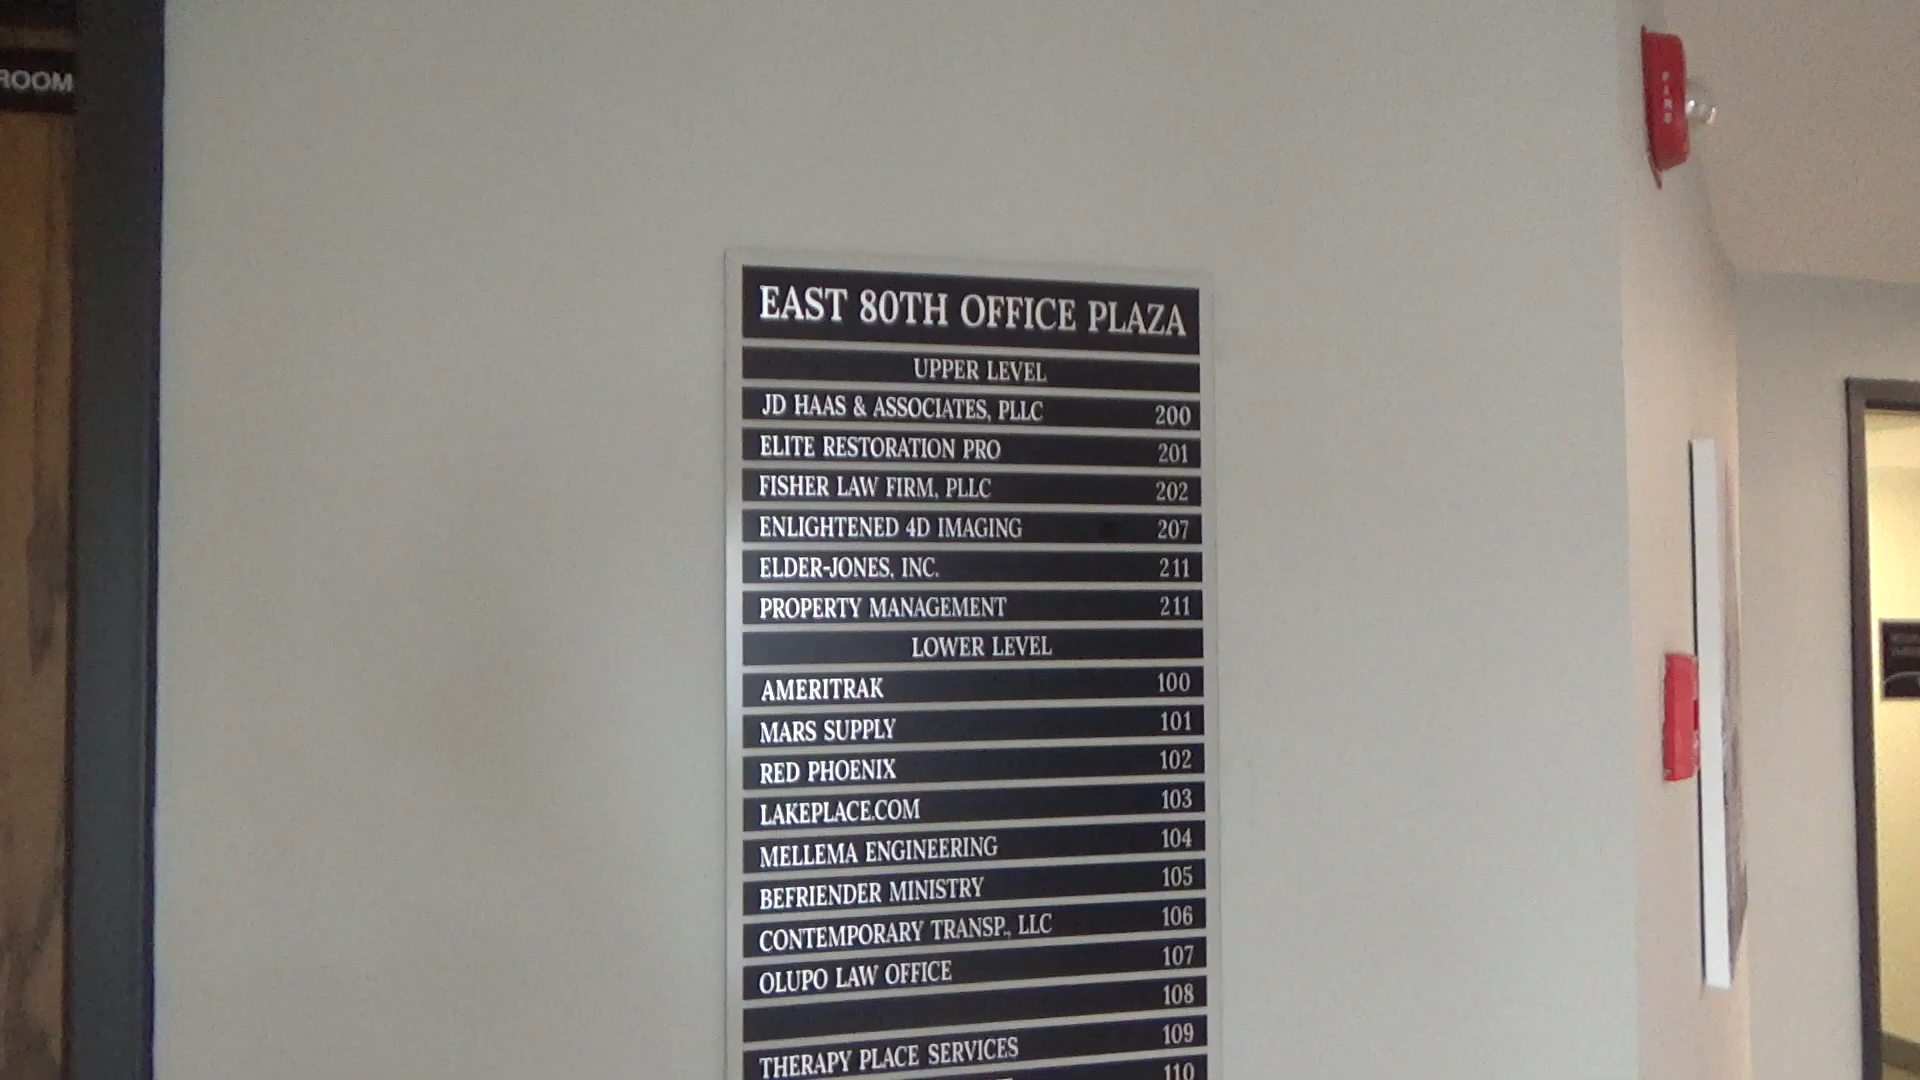 ROOM
FIRE
EAST 80TH OFFICE PLAZA
UPPER LEVEL
JD HAAS & ASSOCIATES, PLLC 200
ELITE RESTORATION PRO 201
FISHER LAW FIRM, PLLC 202
ENLIGHTENED 4D IMAGING 207
ELDER-JONES, INC. 211
PROPERTY MANAGEMENT 211
LOWER LEVEL
AMERITRAK 100
MARS SUPPLY 101
RED PHOENIX 102
LAKEPLACE.COM 103
MELLEMA ENGINEERING 104
BEFRIENDER MINISTRY 105
CONTEMPORARY TRANSP., LLC 106
OLUPO LAW OFFICE 107
108
THERAPY PLACE SERVICES 109
110